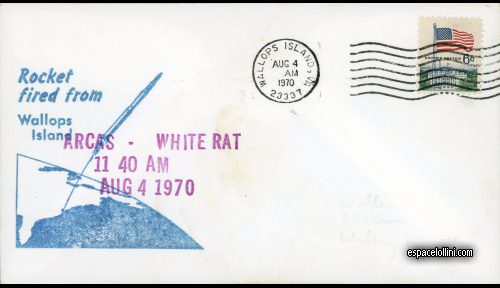 Rocket
fired from
Wallops
Island
ARCAS - WHITE RAT
11 40 AM
AUG 4 1970
WALLOPS ISLAND, VA
AUG 4
AM
1970
23337
6¢
espacelollini.com